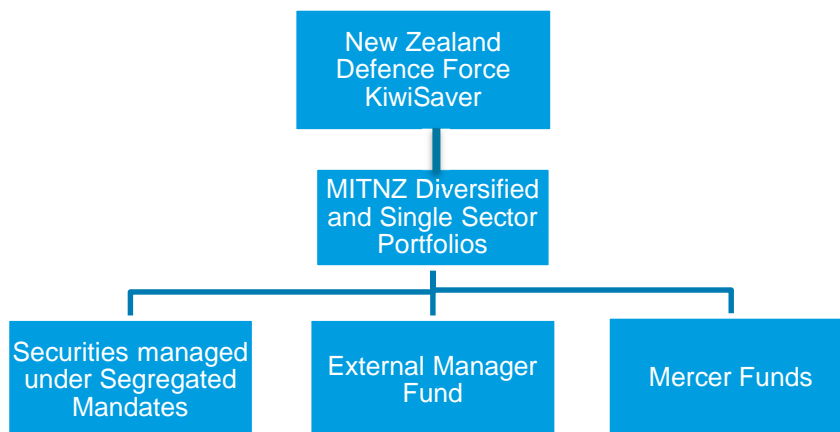 New Zealand
Defence Force
KiwiSaver
MITNZ Diversified
and Single Sector
Portfolios
Securities managed
under Segregated
Mandates
External Manager
Fund
Mercer Funds